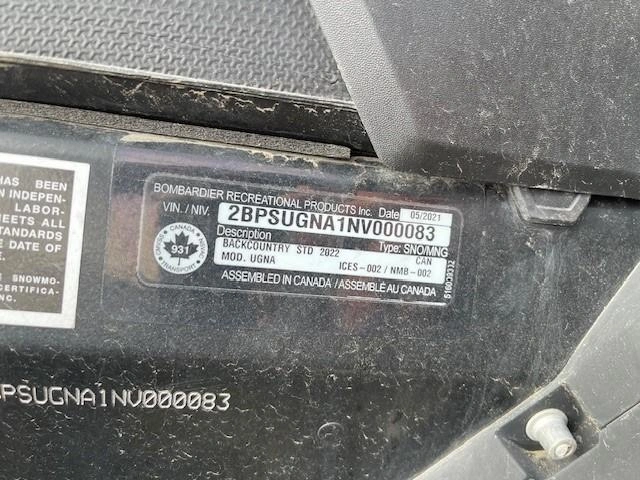 HAS BEEN
INDEPEN-
LABOR-
MEETS ALL
STANDARDS
DATE OF
SNOWMO-
CERTIFICA-
INC.
BOMBARDIER RECREATIONAL PRODUCTS Inc. Date 05/2021
VIN. / NIV. 2BPSUGNA1NV000083
Description Type: SNO/MNG
BACKCOUNTRY STD 2022 CAN
MOD. UGNA ICES-002 / NMB-002
ASSEMBLED IN CANADA / ASSEMBLÉ AU CANADA
CANADA
931
TRANSPORT
BPSUGNA1NV000083